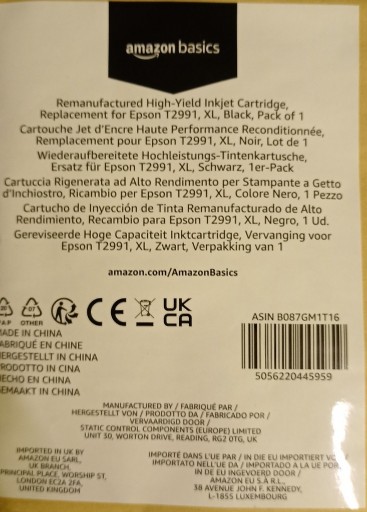 amazon basics
Remanufactured High-Yield Inkjet Cartridge,
Replacement for Epson T2991, XL, Black, Pack of 1
Cartouche Jet d'Encre Haute Performance Reconditionnée,
Remplacement pour Epson T2991, XL, Noir, Lot de 1
Wiederaufbereitete Hochleistungs-Tintenkartusche,
Ersatz für Epson T2991, XL, Schwarz, 1er-Pack
Cartuccia Rigenerata ad Alto Rendimento per Stampante a Getto
d'Inchiostro, Ricambio per Epson T2991, XL, Colore Nero, 1 Pezzo
Cartucho de Inyección de Tinta Remanufacturado de Alto
Rendimiento, Recambio para Epson T2991, XL, Negro, 1 Ud.
Gereviseerde Hoge Capaciteit Inktcartridge, Vervanging voor
Epson T2991, XL, Zwart, Verpakking van 1
amazon.com/AmazonBasics
OTHER
CE
UK
CA
ASIN B087GM1T16
ADE IN CHINA
ABRIQUÉ EN CHINE
ERGESTELLT IN CHINA
RODOTTO IN CINA
ECHO EN CHINA
EMAAKT IN CHINA
5056220445959
MANUFACTURED BY / FABRIQUÉ PAR /
HERGESTELLT VON / PRODOTTO DA / FABRICADO POR /
VERVAARDIGD DOOR /
STATIC CONTROL COMPONENTS (EUROPE) LIMITED
UNIT 30, WORTON DRIVE, READING, RG2 0TG, UK
IMPORTED IN UK BY
AMAZON EU SARL,
UK BRANCH,
PRINCIPAL PLACE, WORSHIP ST,
LONDON EC2A 2FA,
UNITED KINGDOM
IMPORTÉ DANS L'UE PAR / IN DIE EU IMPORTIERT VO
IMPORTATO NELL'UE DA / IMPORTADO A LA UE POR
IN DE EU INGEVOERD DOOR /
AMAZON EU S.A R.L.,
38 AVENUE JOHN F. KENNEDY,
L-1855 LUXEMBOURG